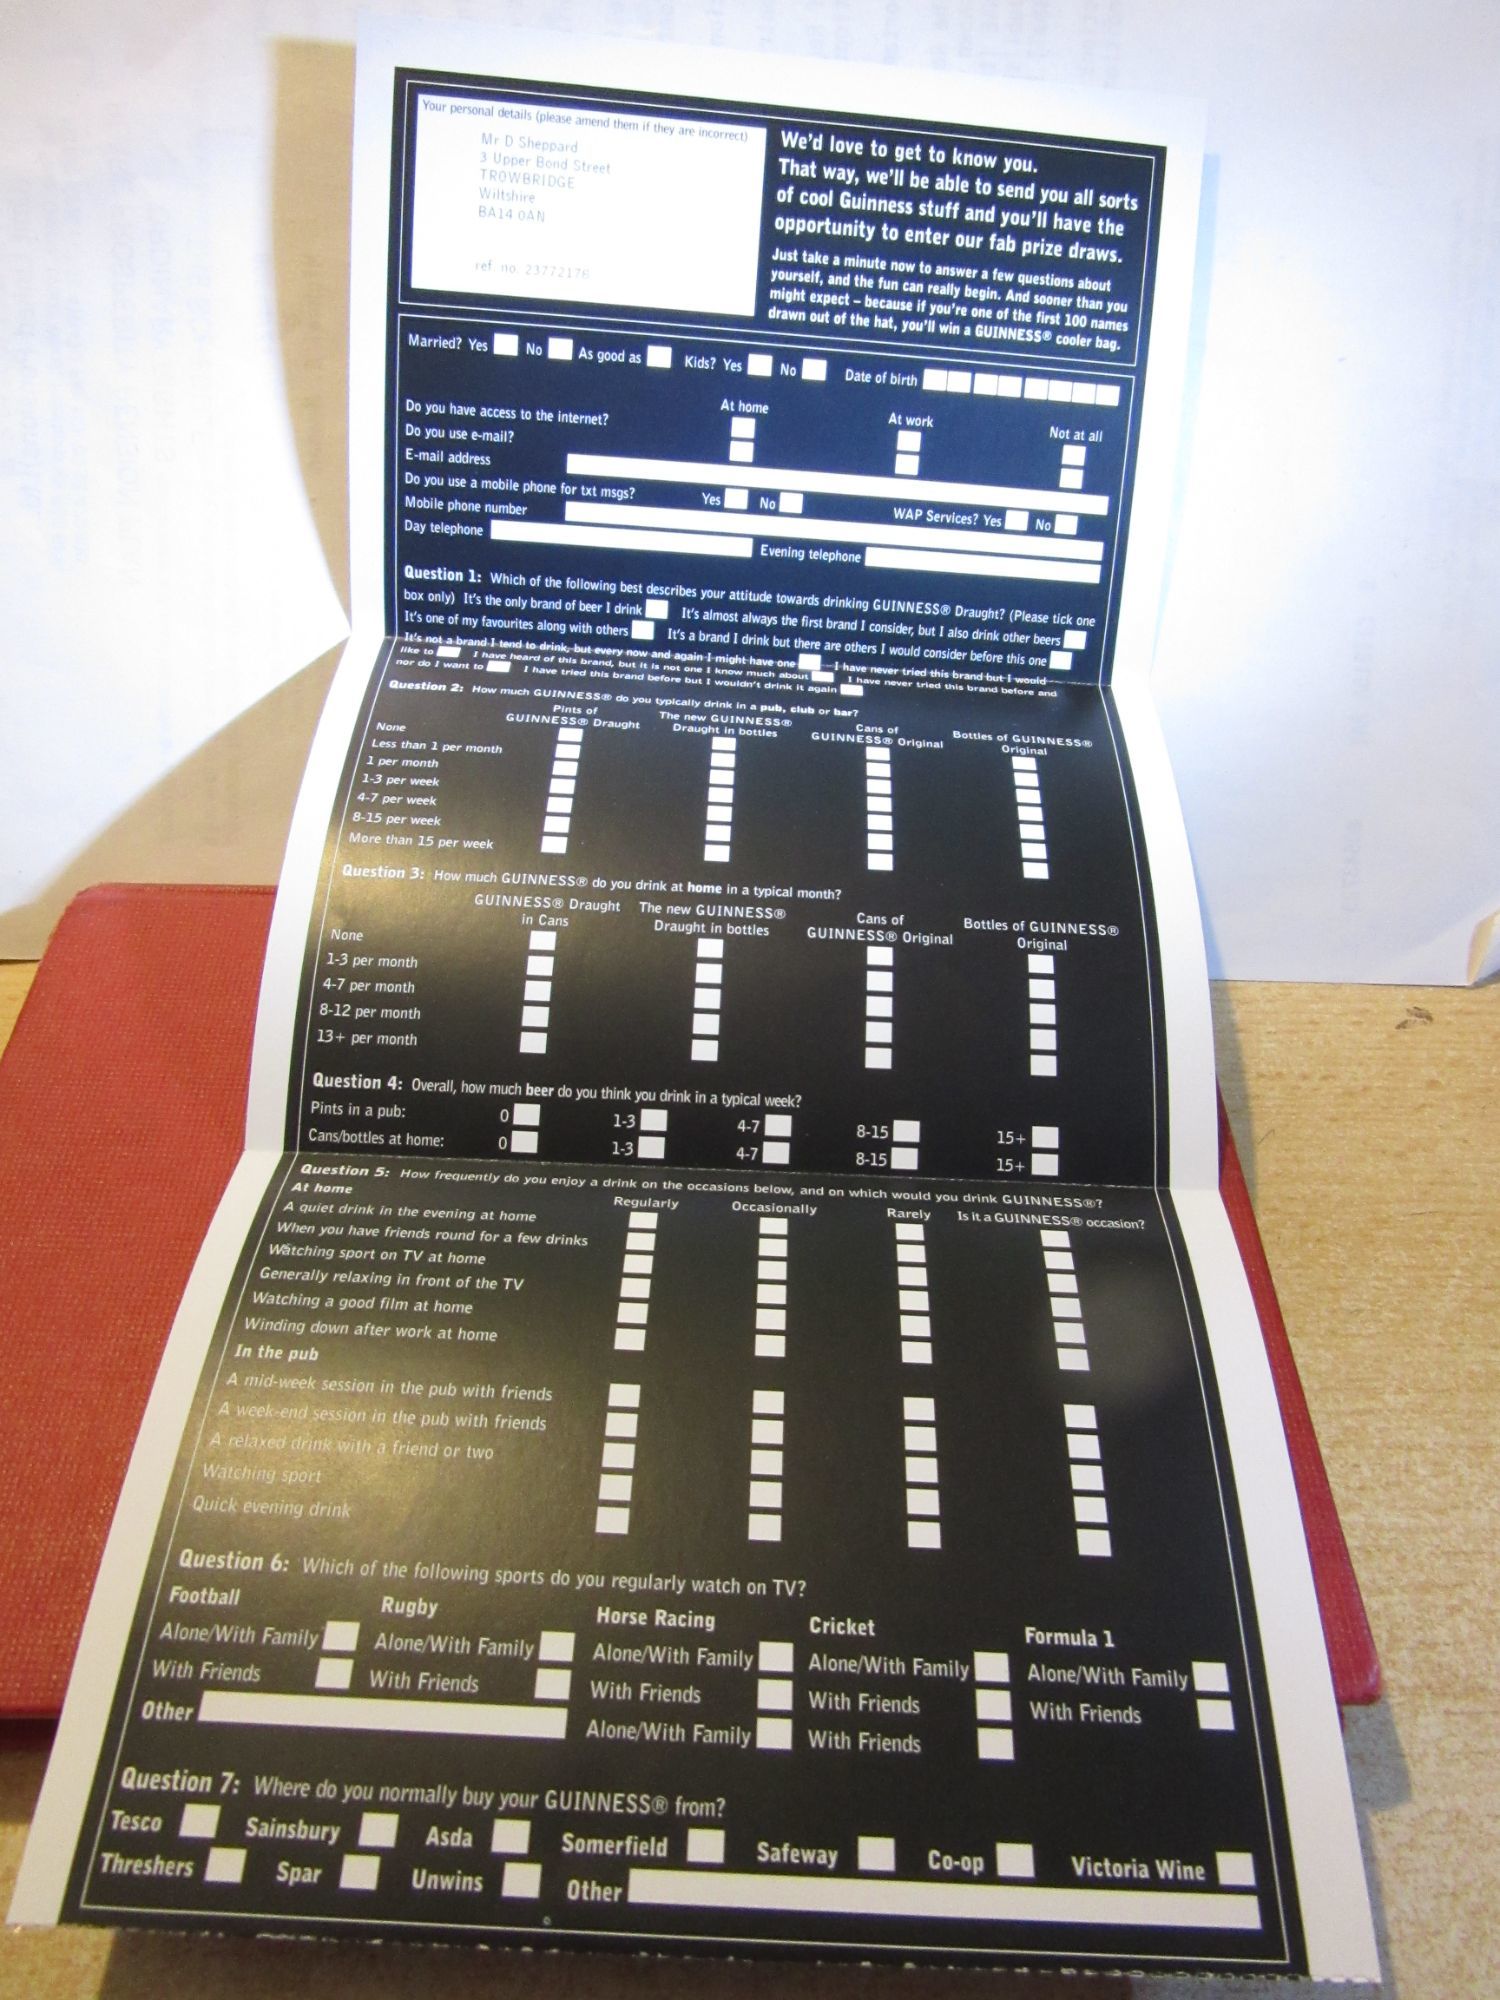 Your personal details (please amend them if they are incorrect)
Mr D Sheppard
3 Upper Bond Street
TROWBRIDGE
Wiltshire
BA14 0AN
ref. no. 23772178
We'd love to get to know you.
That way, we'll be able to send you all sorts
of cool Guinness stuff and you'll have the
opportunity to enter our fab prize draws.
Just take a minute now to answer a few questions about
yourself, and the fun can really begin. And sooner than you
might expect – because if you're one of the first 100 names
drawn out of the hat, you'll win a GUINNESS® cooler bag.
Married? Yes No As good as Kids? Yes No Date of birth
At home At work Not at all
Do you have access to the internet?
Do you use e-mail?
E-mail address
Do you use a mobile phone for txt msgs? Yes No WAP Services? Yes No
Mobile phone number
Day telephone Evening telephone
Question 1: Which of the following best describes your attitude towards drinking GUINNESS® Draught? (Please tick one
box only) It's the only brand of beer I drink It's almost always the first brand I consider, but I also drink other beers
It's one of my favourites along with others It's a brand I drink but there are others I would consider before this one
It's not a brand I tend to drink, but every now and again I might have one I have never tried this brand but I would
like to I have heard of this brand, but it is not one I know much about I have never tried this brand before and
nor do I want to I have tried this brand before but I wouldn't drink it again
Question 2: How much GUINNESS® do you typically drink in a pub, club or bar?
Pints of GUINNESS® Draught The new GUINNESS® Draught in bottles Cans of GUINNESS® Original Bottles of GUINNESS® Original
None
Less than 1 per month
1 per month
1-3 per week
4-7 per week
8-15 per week
More than 15 per week
Question 3: How much GUINNESS® do you drink at home in a typical month?
GUINNESS® Draught in Cans The new GUINNESS® Draught in bottles Cans of GUINNESS® Original Bottles of GUINNESS® Original
None
1-3 per month
4-7 per month
8-12 per month
13+ per month
Question 4: Overall, how much beer do you think you drink in a typical week?
Pints in a pub: 0 1-3 4-7 8-15 15+
Cans/bottles at home: 0 1-3 4-7 8-15 15+
Question 5: How frequently do you enjoy a drink on the occasions below, and on which would you drink GUINNESS®?
At home Regularly Occasionally Rarely Is it a GUINNESS® occasion?
A quiet drink in the evening at home
When you have friends round for a few drinks
Watching sport on TV at home
Generally relaxing in front of the TV
Watching a good film at home
Winding down after work at home
In the pub
A mid-week session in the pub with friends
A week-end session in the pub with friends
A relaxed drink with a friend or two
Watching sport
Quick evening drink
Question 6: Which of the following sports do you regularly watch on TV?
Football Rugby Horse Racing Cricket Formula 1
Alone/With Family Alone/With Family Alone/With Family Alone/With Family Alone/With Family
With Friends With Friends With Friends With Friends With Friends
Other Alone/With Family With Friends
Question 7: Where do you normally buy your GUINNESS® from?
Tesco Sainsbury Asda Somerfield Safeway Co-op Victoria Wine
Threshers Spar Unwins Other